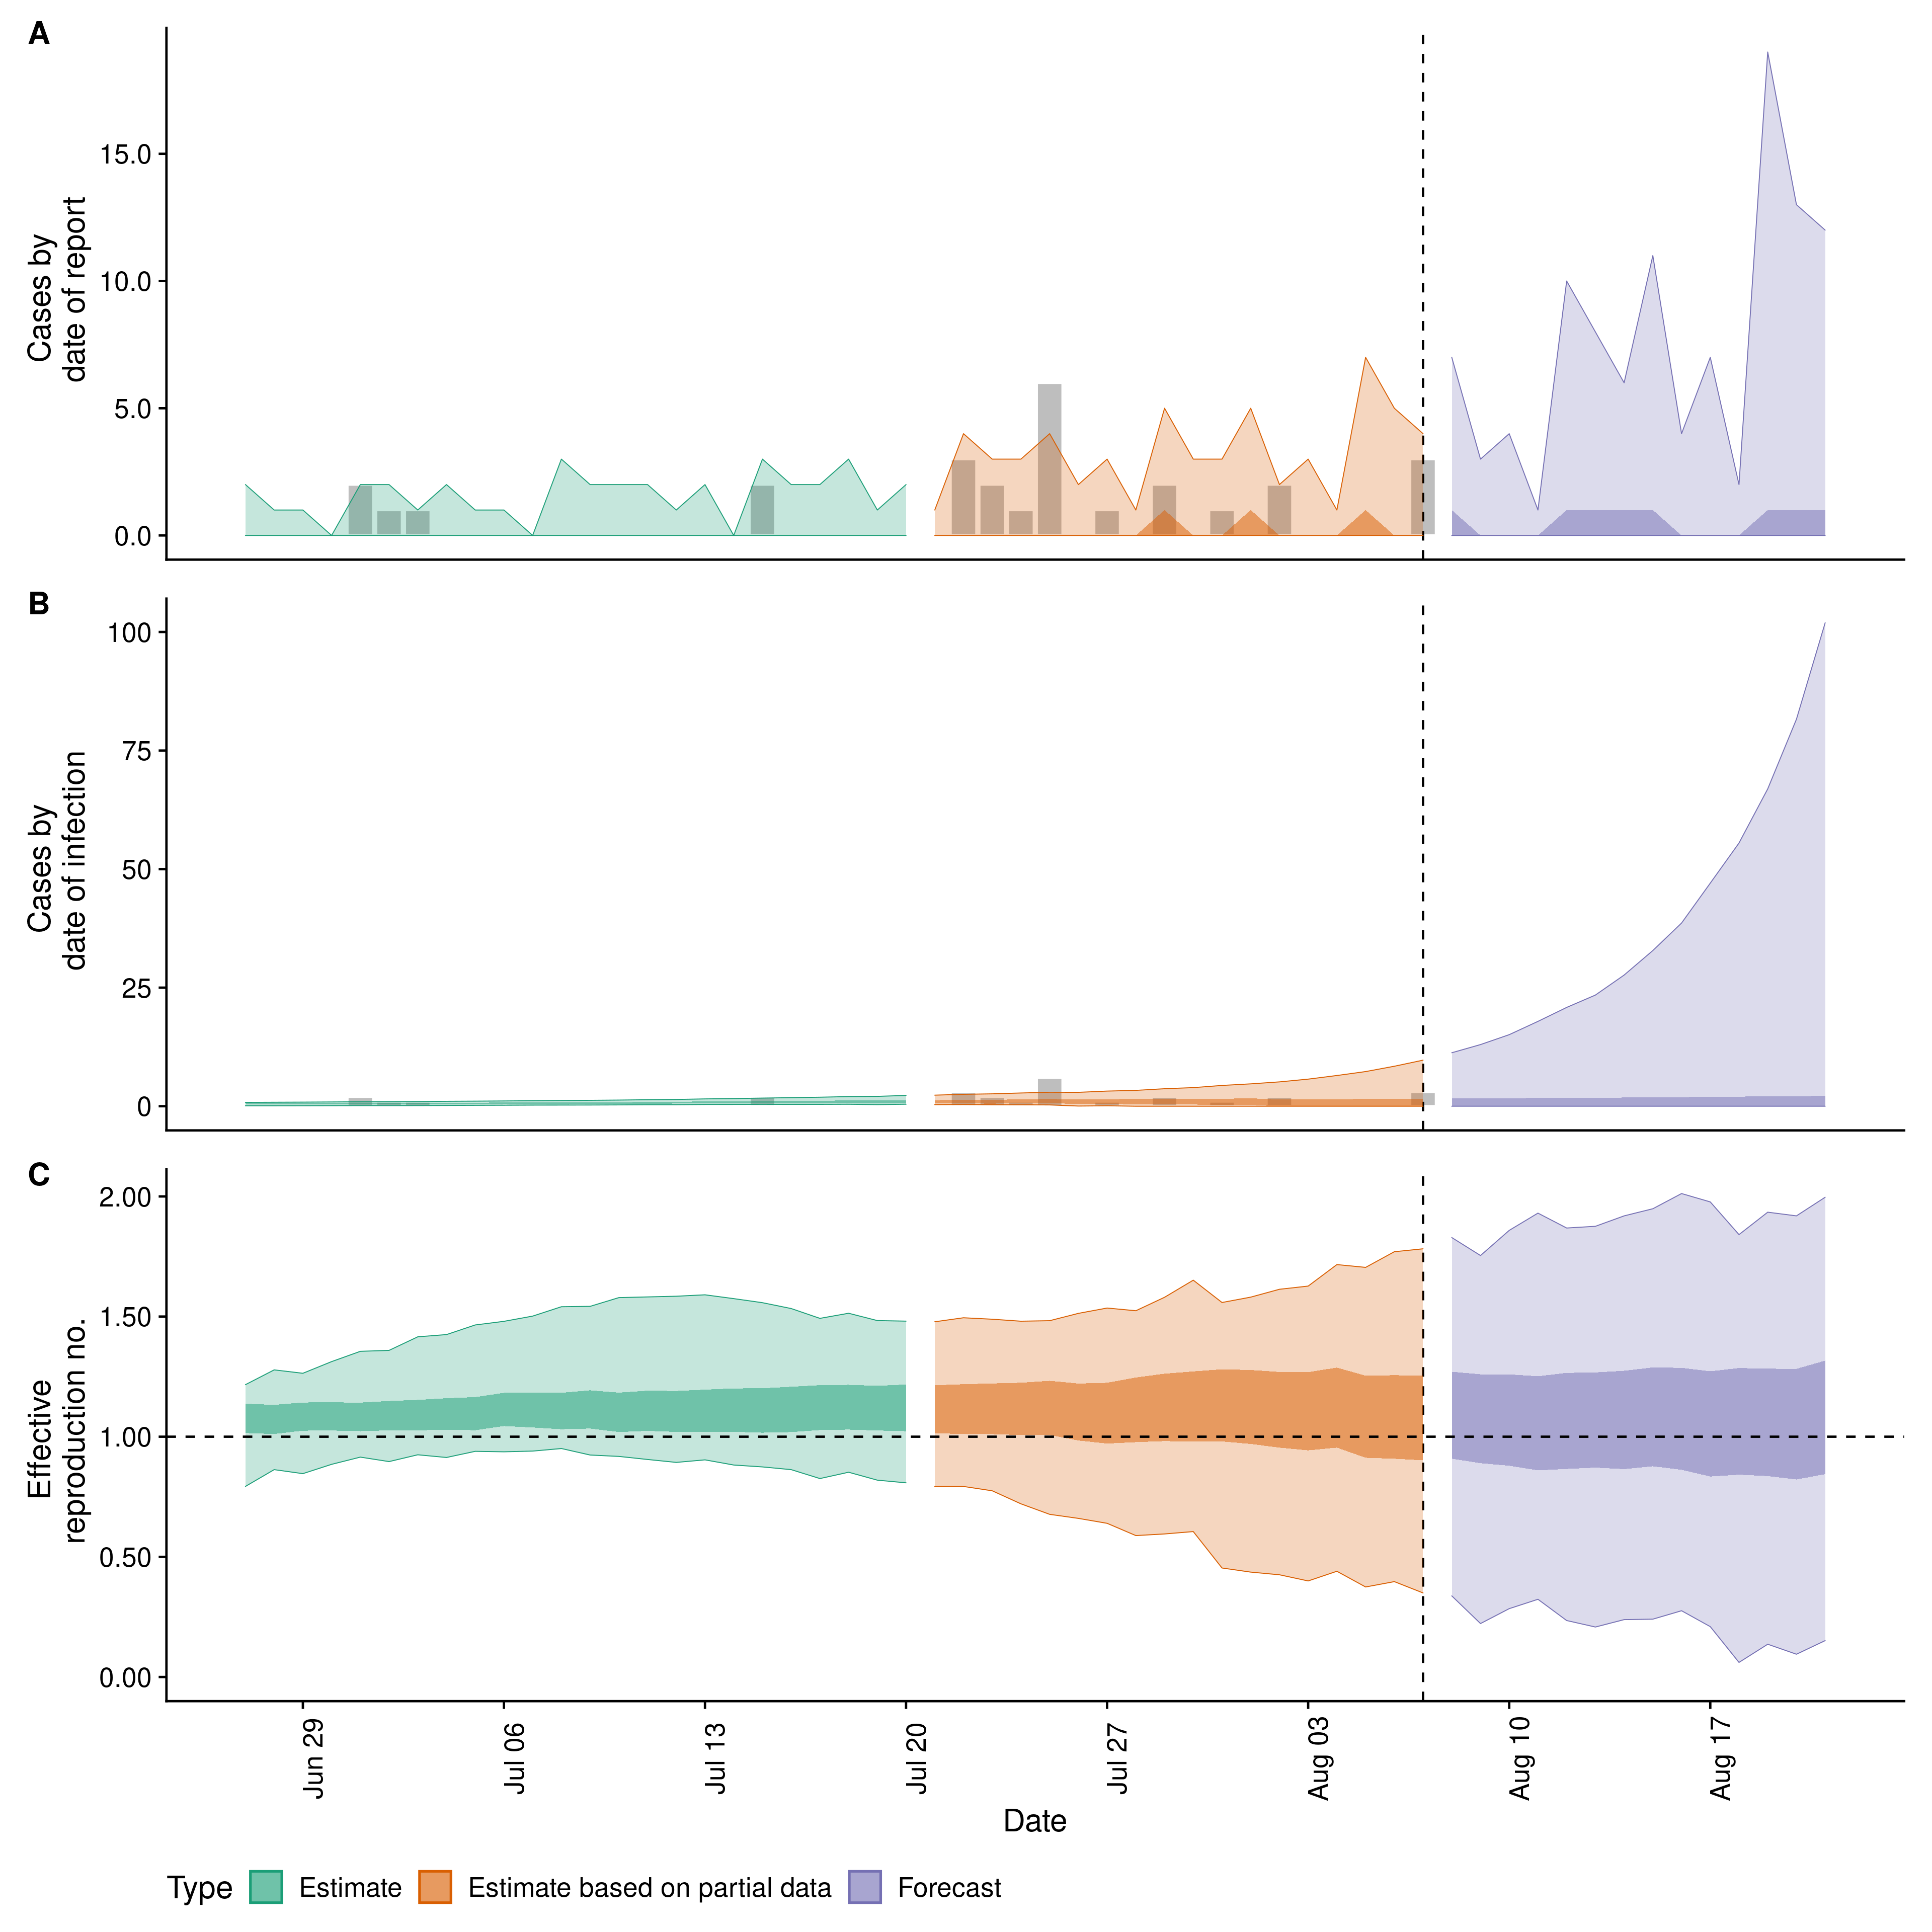 A
Cases by
date of report
15.0
10.0
5.0
0.0
B
Cases by
date of infection
100
75
50
25
0
C
Effective
reproduction no.
2.00
1.50
1.00
0.50
0.00
Jun 29
Jul 06
Jul 13
Jul 20
Jul 27
Aug 03
Aug 10
Aug 17
Date
Type Estimate Estimate based on partial data Forecast